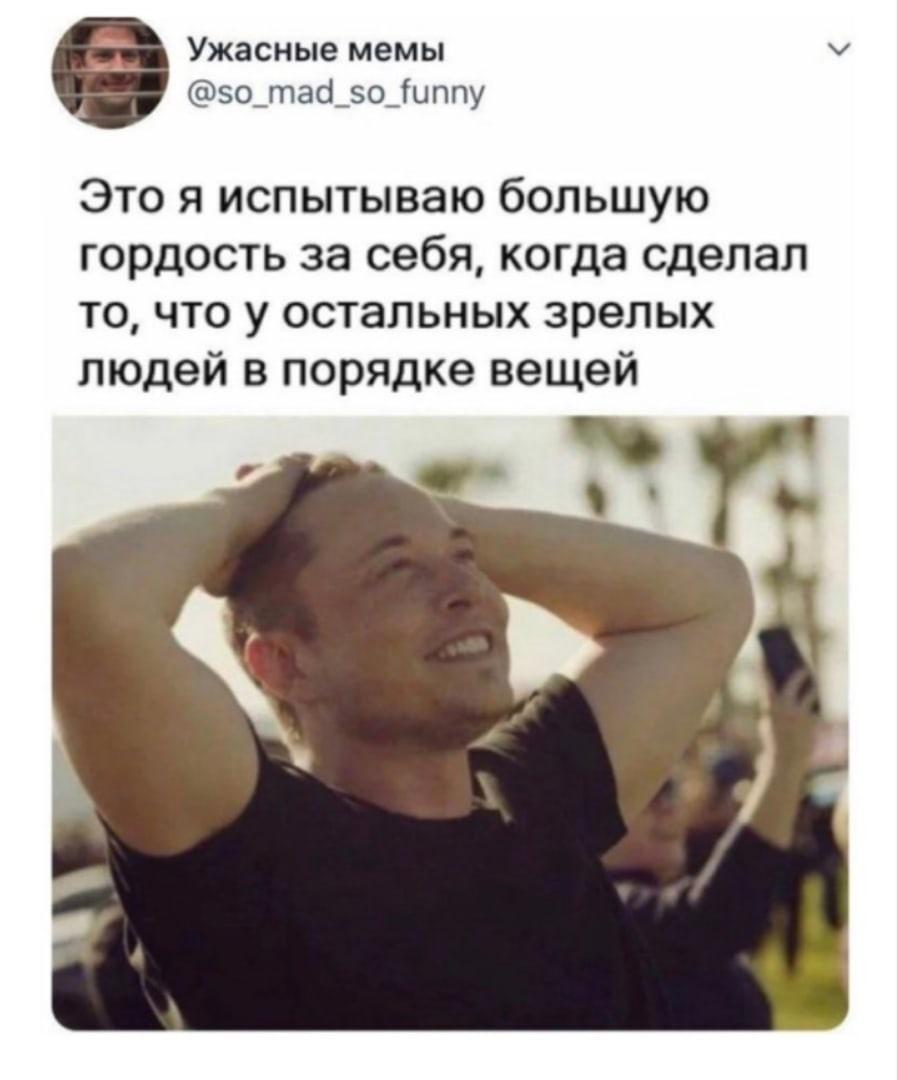 Ужасные мемы
@so_mad_so_funny
Это я испытываю большую
гордость за себя, когда сделал
то, что у остальных зрелых
людей в порядке вещей